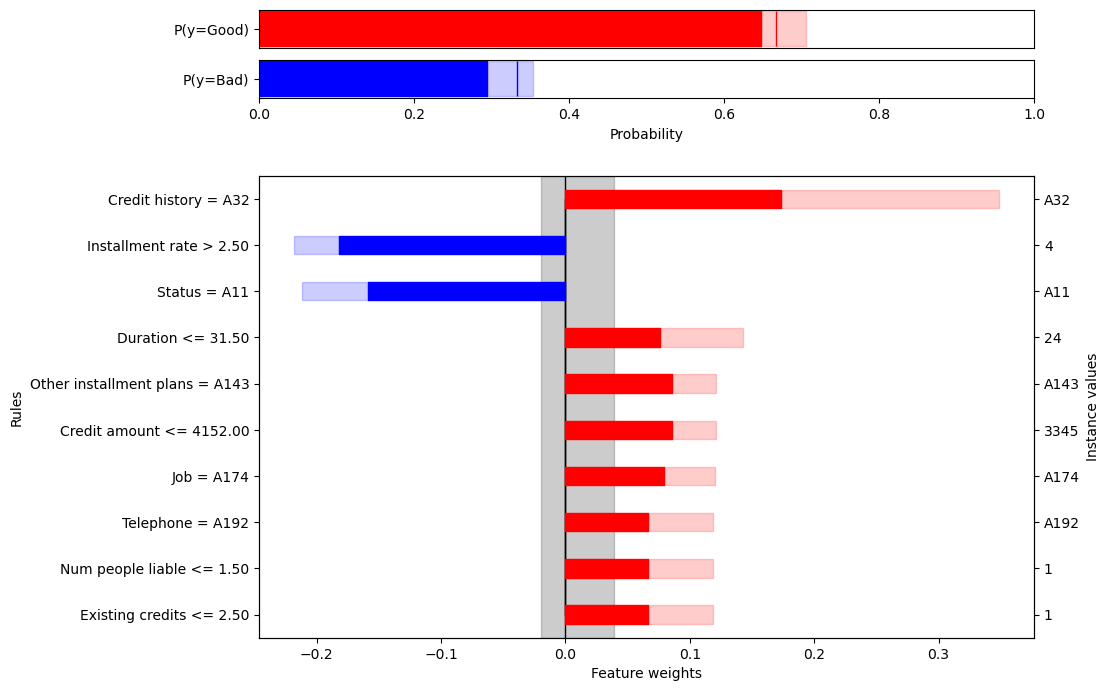 P(y=Good)
P(y=Bad)
0.0 0.2 0.4 0.6 0.8 1.0
Probability
Credit history = A32 A32
Installment rate > 2.50 4
Status = A11 A11
Duration <= 31.50 24
Other installment plans = A143 A143
Credit amount <= 4152.00 3345
Job = A174 A174
Telephone = A192 A192
Num people liable <= 1.50 1
Existing credits <= 2.50 1
Rules
Instance values
−0.2 −0.1 0.0 0.1 0.2 0.3
Feature weights